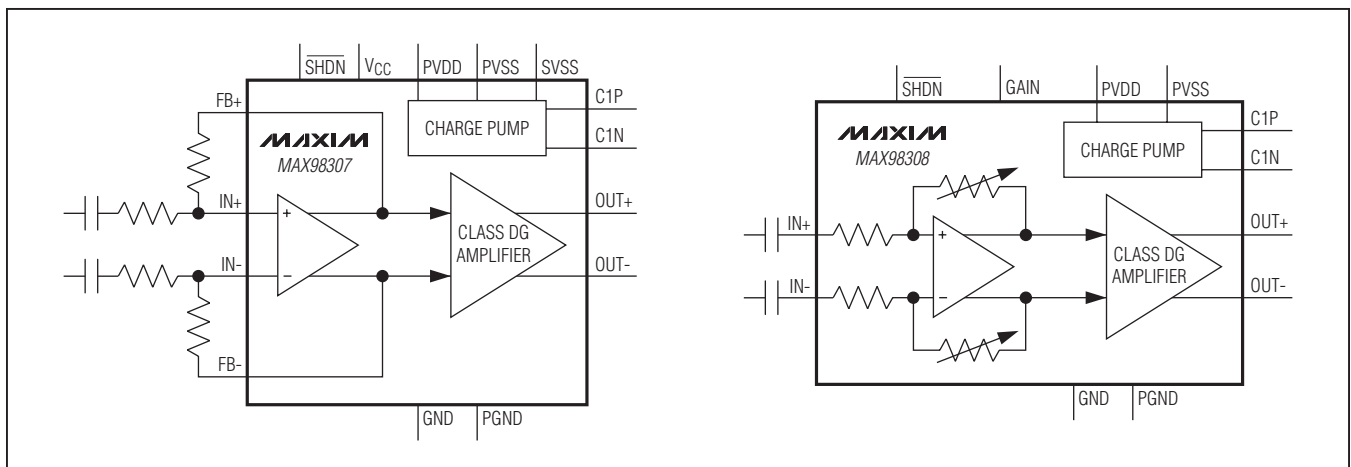 SHDN
VCC
PVDD
PVSS
SVSS
FB+
C1P
CHARGE PUMP
C1N
MAXIM
MAX98307
IN+
+
OUT+
CLASS DG
AMPLIFIER
IN-
−
OUT-
FB-
GND
PGND
SHDN
GAIN
PVDD
PVSS
C1P
MAXIM
MAX98308
CHARGE PUMP
C1N
IN+
+
OUT+
CLASS DG
AMPLIFIER
IN-
−
OUT-
GND
PGND